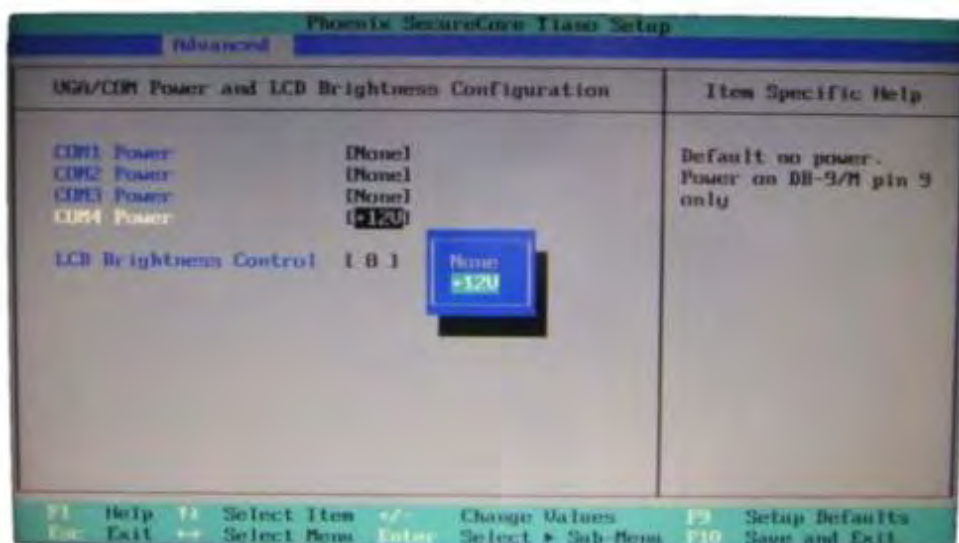 Phoenix SecureCore Tiano Setup
Advanced
VGA/COM Power and LCD Brightness Configuration
Item Specific Help
COM1 Power [None]
COM2 Power [None]
COM3 Power [None]
COM4 Power [+12V]
LCD Brightness Control [ 8 ]
None
+12V
Default no power.
Power on DB-9/M pin 9
only
F1 Help ↑↓ Select Item +/- Change Values F9 Setup Defaults
Esc Exit ←→ Select Menu Enter Select ▶ Sub-Menu F10 Save and Exit